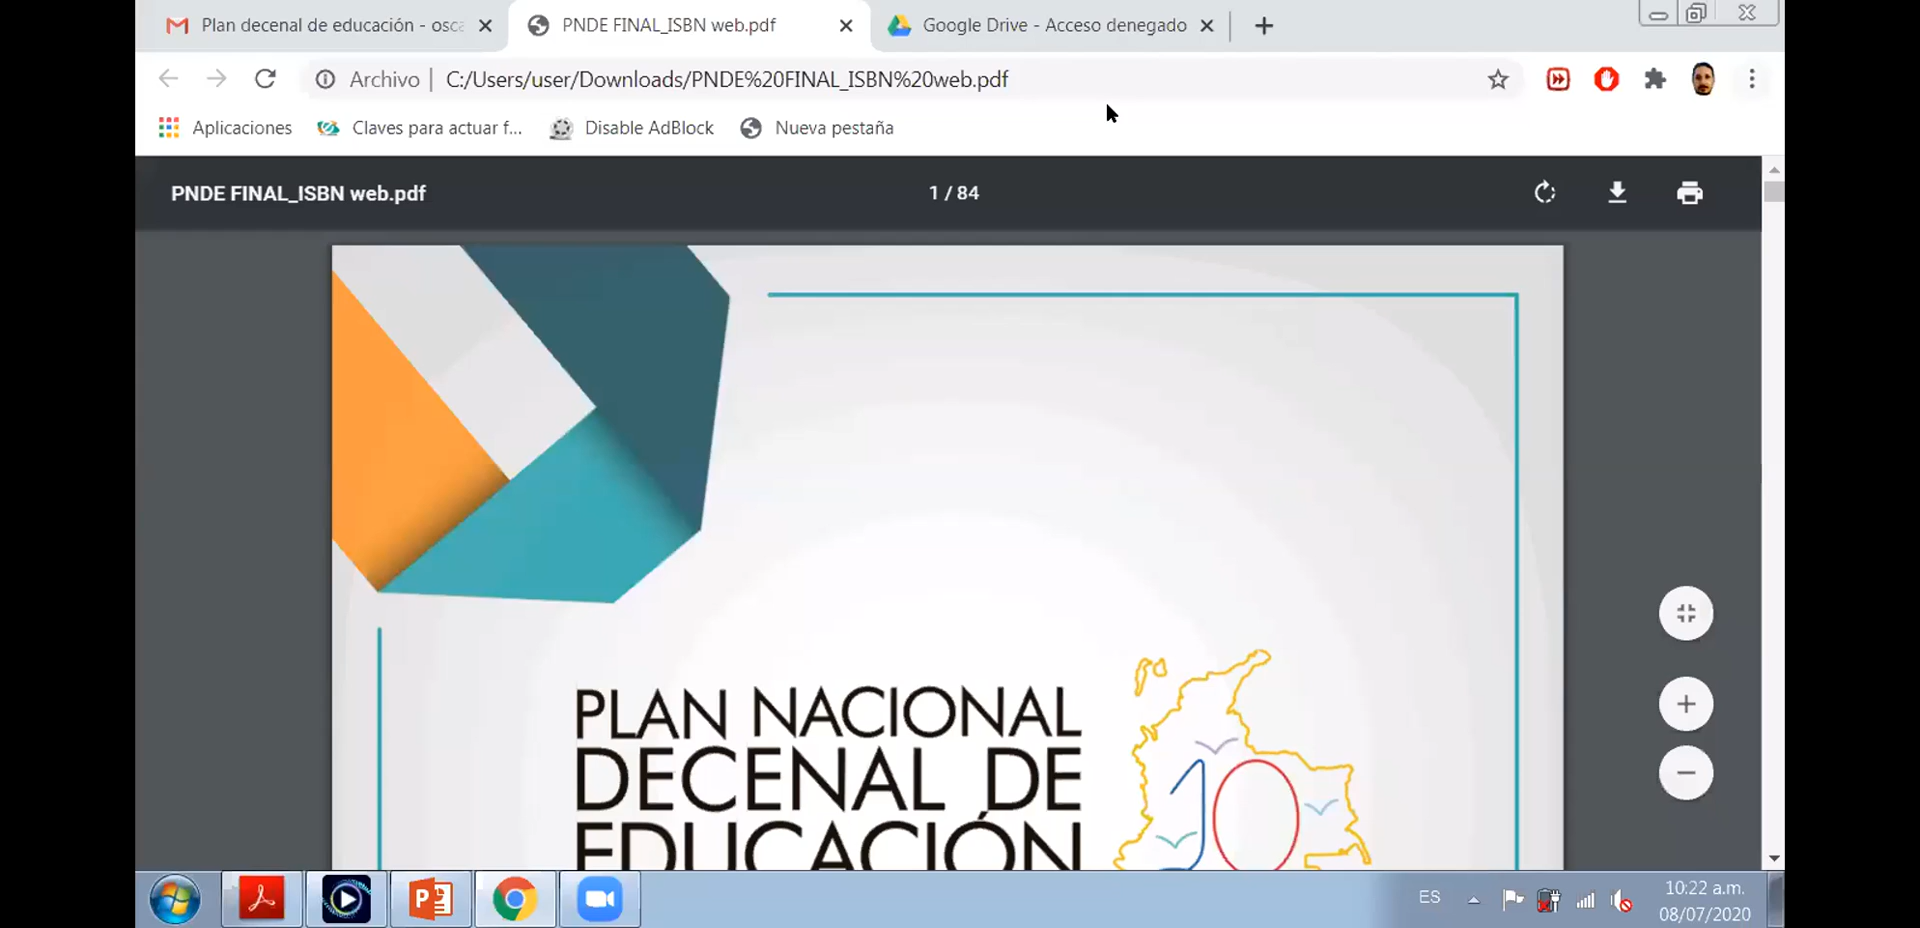 Plan decenal de educación - osca
PNDE FINAL_ISBN web.pdf
Google Drive - Acceso denegado
Archivo | C:/Users/user/Downloads/PNDE%20FINAL_ISBN%20web.pdf
Aplicaciones
Claves para actuar f...
Disable AdBlock
Nueva pestaña
PNDE FINAL_ISBN web.pdf
1 / 84
PLAN NACIONAL
DECENAL DE
EDUCACIÓN
10
ES
10:22 a.m.
08/07/2020